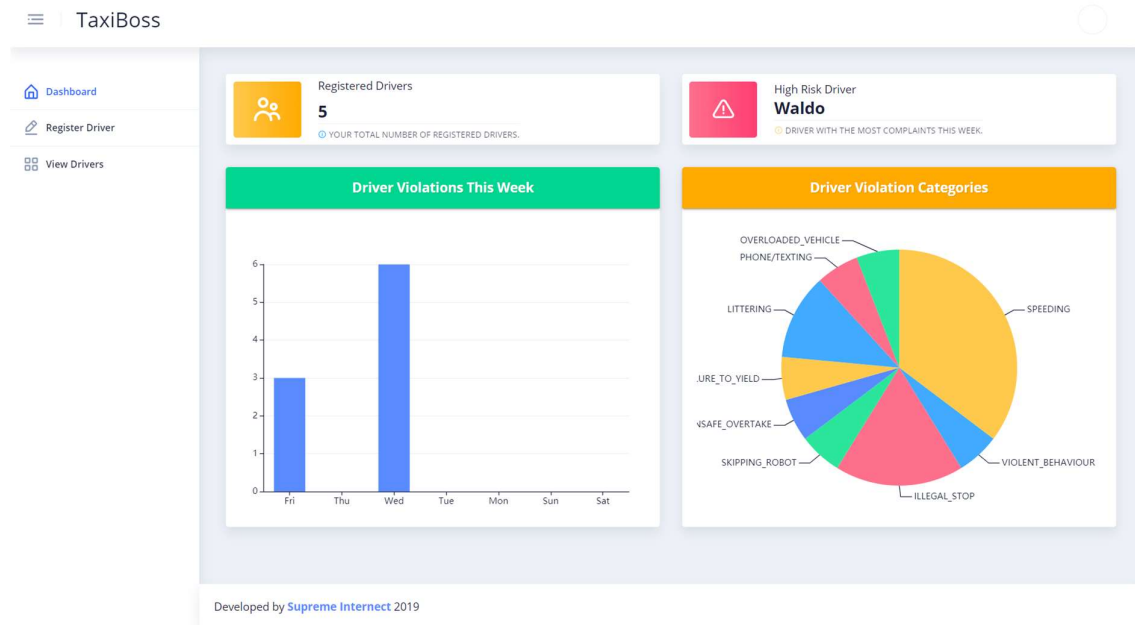 TaxiBoss
Dashboard
Register Driver
View Drivers
Registered Drivers
5
YOUR TOTAL NUMBER OF REGISTERED DRIVERS.
High Risk Driver
Waldo
DRIVER WITH THE MOST COMPLAINTS THIS WEEK.
Driver Violations This Week
6
5
4
3
2
1
0
Fri Thu Wed Tue Mon Sun Sat
Driver Violation Categories
OVERLOADED_VEHICLE
PHONE/TEXTING
LITTERING
SPEEDING
URE_TO_YIELD
SAFE_OVERTAKE
SKIPPING_ROBOT
VIOLENT_BEHAVIOUR
ILLEGAL_STOP
Developed by Supreme Internect 2019